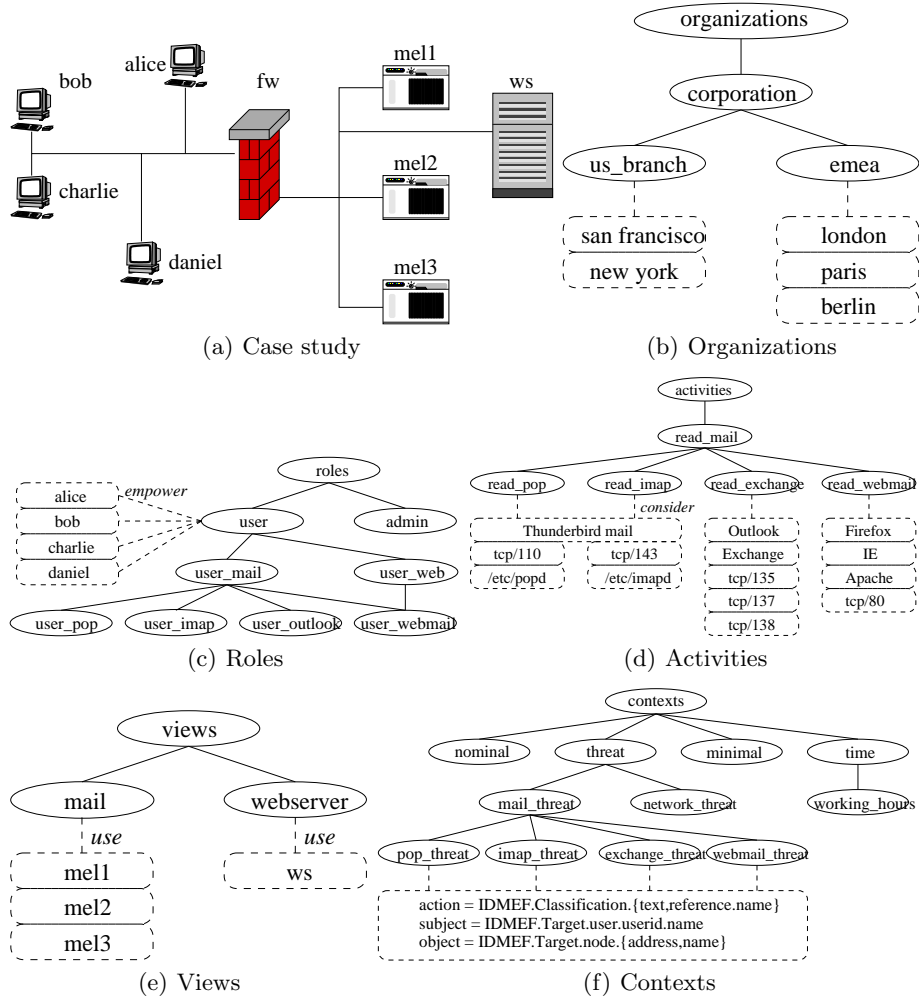 alice
bob
charlie
daniel
fw
mel1
mel2
mel3
ws
(a) Case study
organizations
corporation
us_branch
emea
san francisco
new york
london
paris
berlin
(b) Organizations
roles
user
admin
empower
alice
bob
charlie
daniel
user_mail
user_web
user_pop
user_imap
user_outlook
user_webmail
(c) Roles
activities
read_mail
read_pop
read_imap
read_exchange
read_webmail
consider
Thunderbird mail
tcp/110
tcp/143
/etc/popd
/etc/imapd
Outlook
Exchange
tcp/135
tcp/137
tcp/138
Firefox
IE
Apache
tcp/80
(d) Activities
views
mail
webserver
use
use
mel1
mel2
mel3
ws
(e) Views
contexts
nominal
threat
minimal
time
mail_threat
network_threat
working_hours
pop_threat
imap_threat
exchange_threat
webmail_threat
action = IDMEF.Classification.{text,reference.name}
subject = IDMEF.Target.user.userid.name
object = IDMEF.Target.node.{address,name}
(f) Contexts